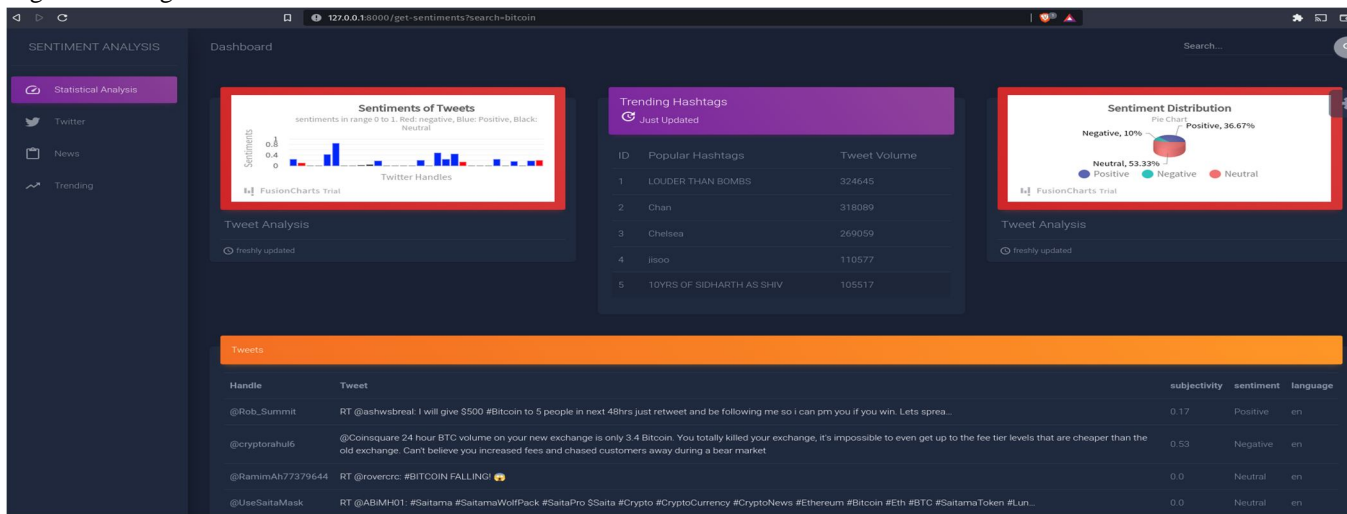 127.0.0.1:8000/get-sentiments?search=bitcoin
SENTIMENT ANALYSIS
Statistical Analysis
Twitter
News
Trending
Dashboard
Search...
Sentiments of Tweets
sentiments in range 0 to 1. Red: negative, Blue: Positive, Black:
Neutral
Sentiments
1
0.8
0.4
0
Twitter Handles
FusionCharts Trial
Tweet Analysis
freshly updated
Trending Hashtags
Just Updated
ID Popular Hashtags Tweet Volume
1 LOUDER THAN BOMBS 324645
2 Chan 318089
3 Chelsea 269059
4 jisoo 110577
5 10YRS OF SIDHARTH AS SHIV 105517
Sentiment Distribution
Pie Chart
Negative, 10%
Positive, 36.67%
Neutral, 53.33%
Positive Negative Neutral
FusionCharts Trial
Tweet Analysis
freshly updated
Tweets
Handle Tweet subjectivity sentiment language
@Rob_Summit RT @ashwsbreal: I will give $500 #Bitcoin to 5 people in next 48hrs just retweet and be following me so i can pm you if you win. Lets sprea... 0.17 Positive en
@cryptorahul6 @Coinsquare 24 hour BTC volume on your new exchange is only 3.4 Bitcoin. You totally killed your exchange, it's impossible to even get up to the fee tier levels that are cheaper than the
old exchange. Can't believe you increased fees and chased customers away during a bear market 0.53 Negative en
@RamimAh77379644 RT @rovercrc: #BITCOIN FALLING! 😱 0.0 Neutral en
@UseSaitaMask RT @ABiMH01: #Saitama #SaitamaWolfPack #SaitaPro $Saita #Crypto #CryptoCurrency #CryptoNews #Ethereum #Bitcoin #Eth #BTC #SaitamaToken #Lun... 0.0 Neutral en